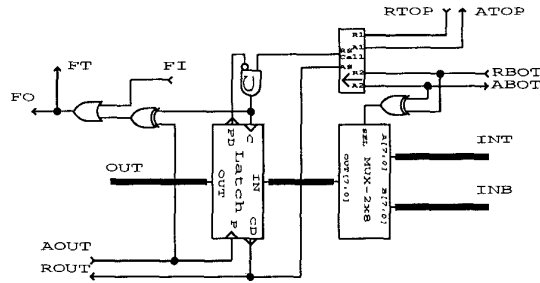 RTOP ATOP
R1
A1
FT FI
RS
Call
AS
R2
A2
RBOT
ABOT
FO
PD C
SEL A[7,0]
OUT Latch OUT IN
OUT[7,0] MUX-2x8
INT
B[7,0]
INB
P CD
AOUT
ROUT